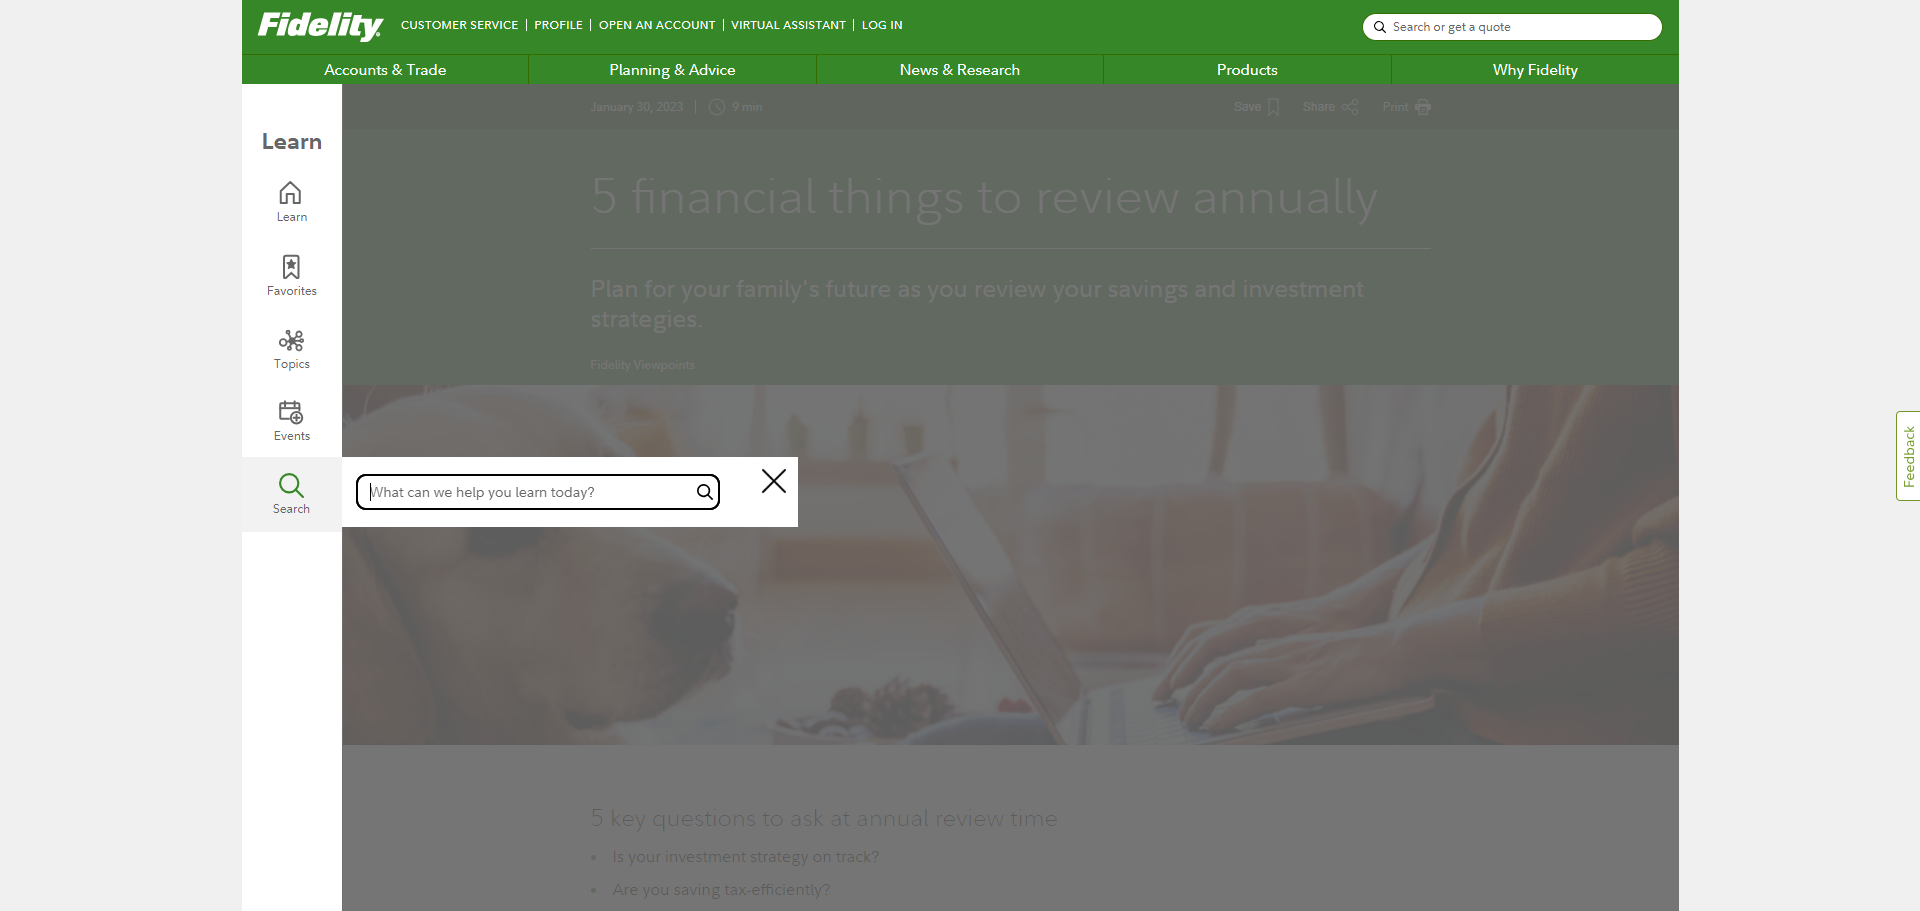 Fidelity
CUSTOMER SERVICE | PROFILE | OPEN AN ACCOUNT | VIRTUAL ASSISTANT | LOG IN
Search or get a quote
Accounts & Trade
Planning & Advice
News & Research
Products
Why Fidelity
January 30, 2023 | 9 min
Save
Share
Print
Learn
Learn
Favorites
Topics
Events
Search
What can we help you learn today?
5 financial things to review annually
Plan for your family's future as you review your savings and investment
strategies.
Fidelity Viewpoints
5 key questions to ask at annual review time
• Is your investment strategy on track?
• Are you saving tax-efficiently?
Feedback